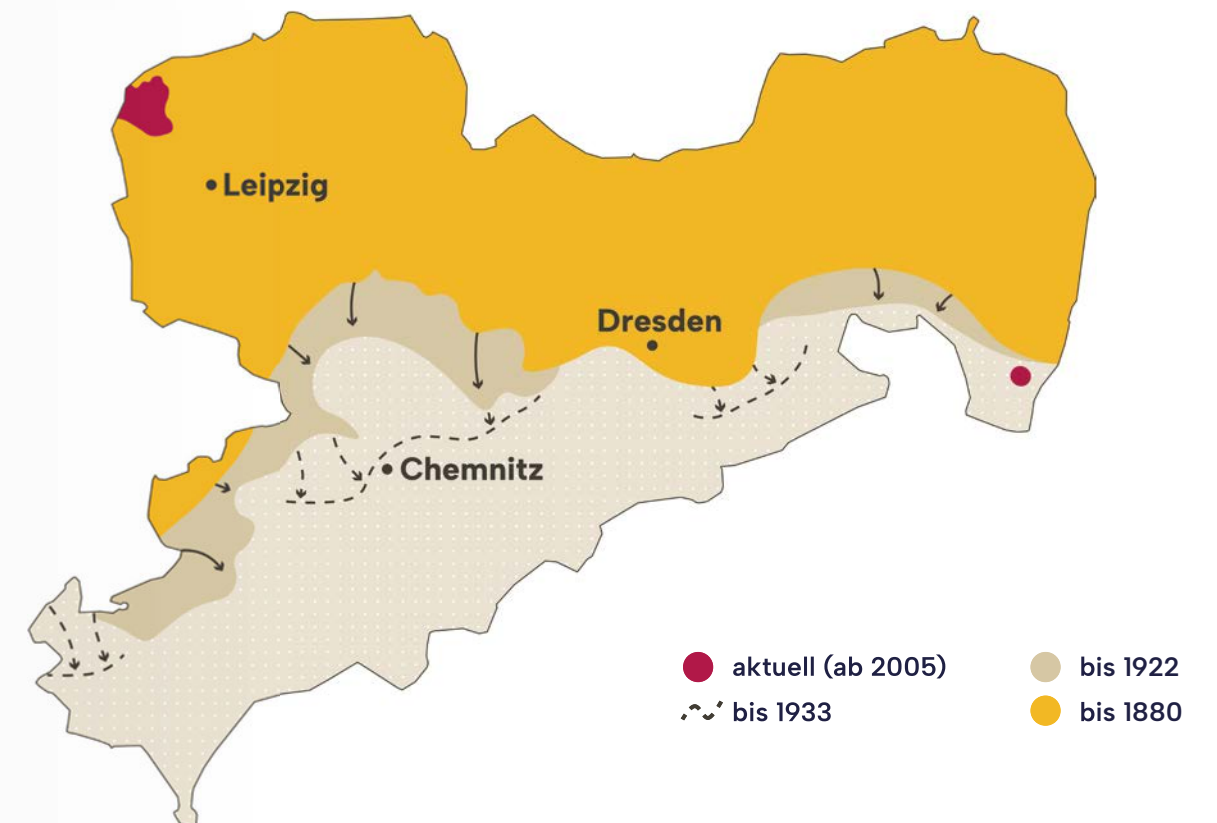 Leipzig
Dresden
Chemnitz
aktuell (ab 2005)
bis 1922
bis 1933
bis 1880